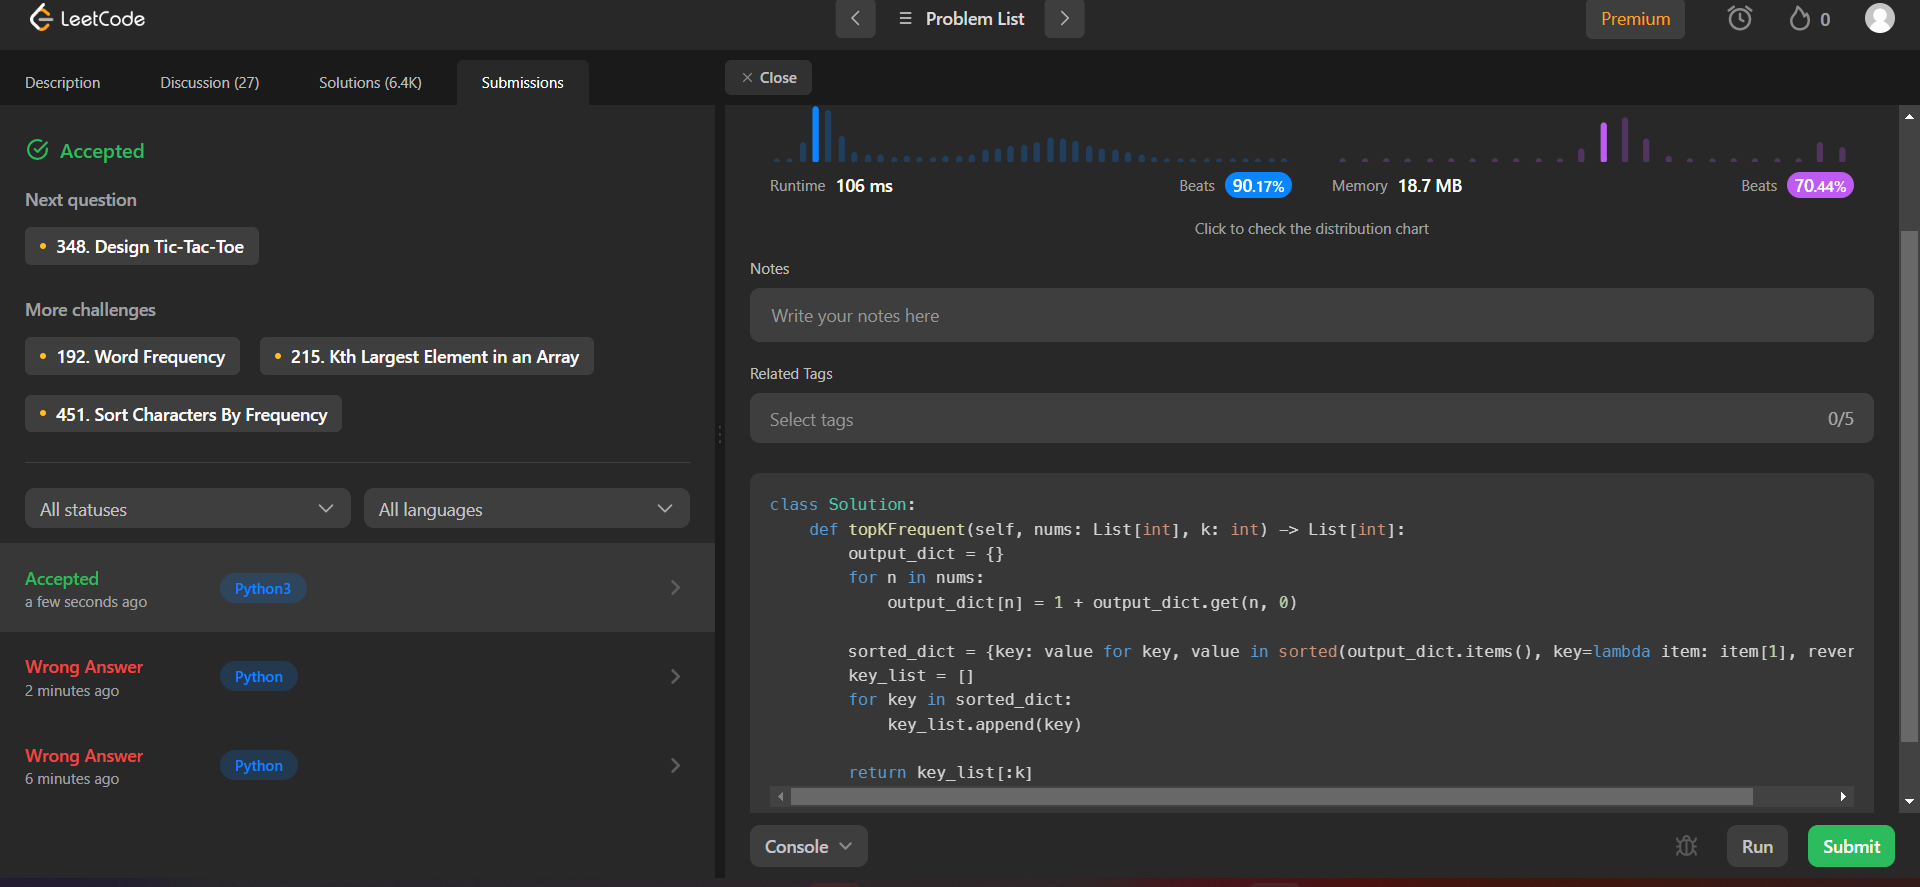 LeetCode
Problem List
Premium
0
Description
Discussion (27)
Solutions (6.4K)
Submissions
Close
Accepted
Next question
348. Design Tic-Tac-Toe
More challenges
192. Word Frequency
215. Kth Largest Element in an Array
451. Sort Characters By Frequency
All statuses
All languages
Accepted
a few seconds ago
Python3
Wrong Answer
2 minutes ago
Python
Wrong Answer
6 minutes ago
Python
Runtime 106 ms
Beats 90.17%
Memory 18.7 MB
Beats 70.44%
Click to check the distribution chart
Notes
Write your notes here
Related Tags
Select tags
0/5
class Solution:
    def topKFrequent(self, nums: List[int], k: int) -> List[int]:
        output_dict = {}
        for n in nums:
            output_dict[n] = 1 + output_dict.get(n, 0)
        sorted_dict = {key: value for key, value in sorted(output_dict.items(), key=lambda item: item[1], rever
        key_list = []
        for key in sorted_dict:
            key_list.append(key)
        return key_list[:k]
Console
Run
Submit